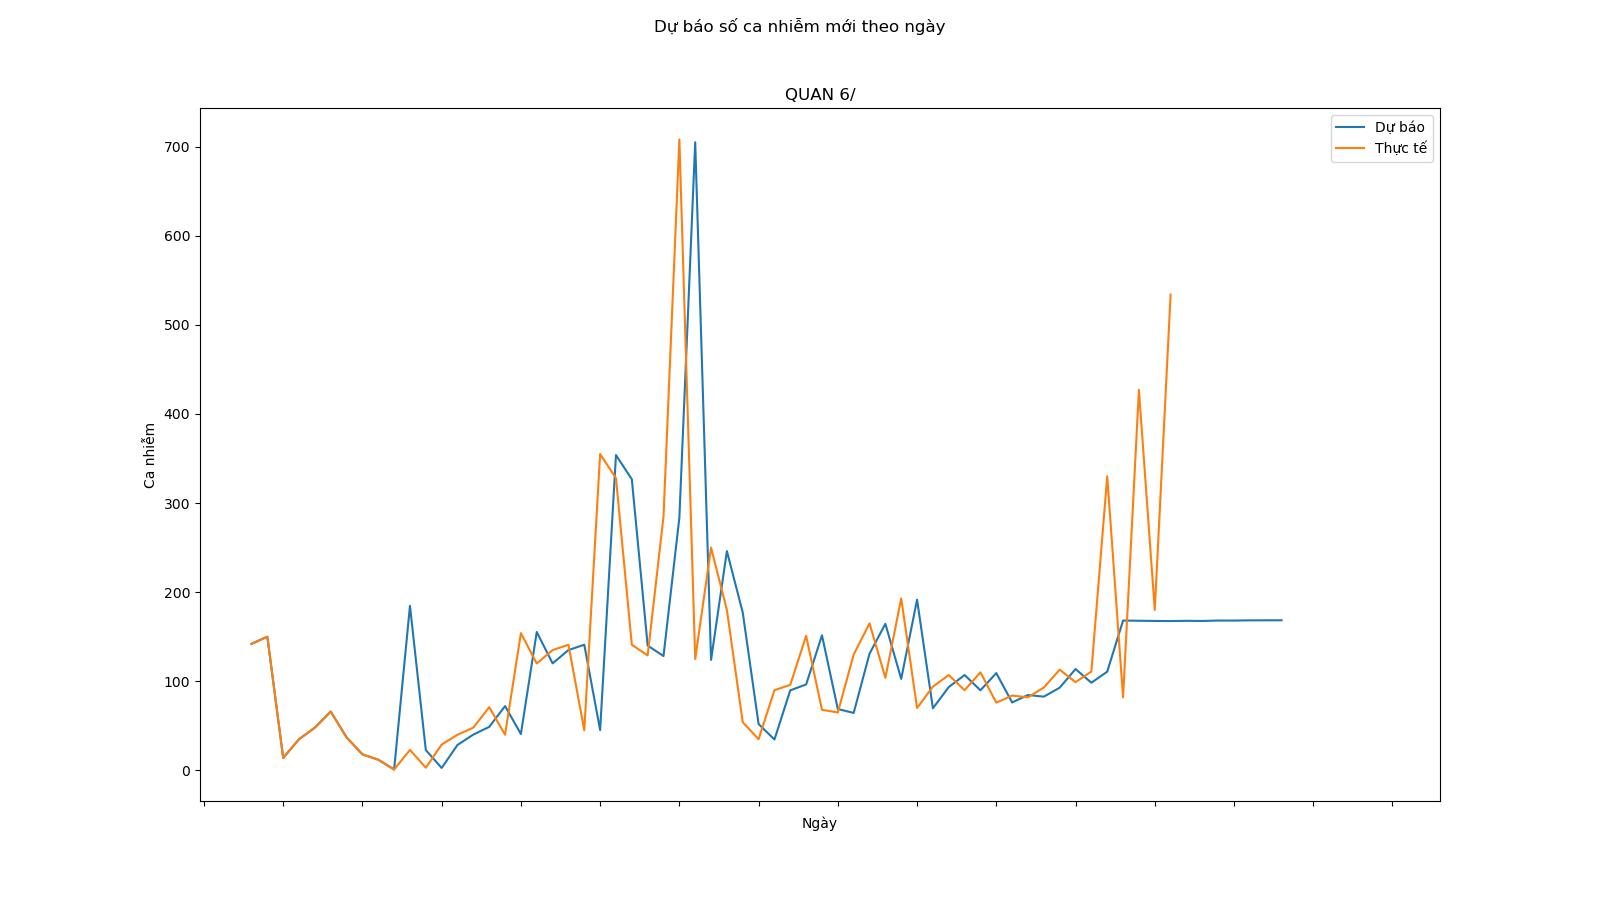 Dự báo số ca nhiễm mới theo ngày
QUAN 6/
Dự báo
Thực tế
700
600
500
400
300
200
100
0
Ca nhiễm
Ngày